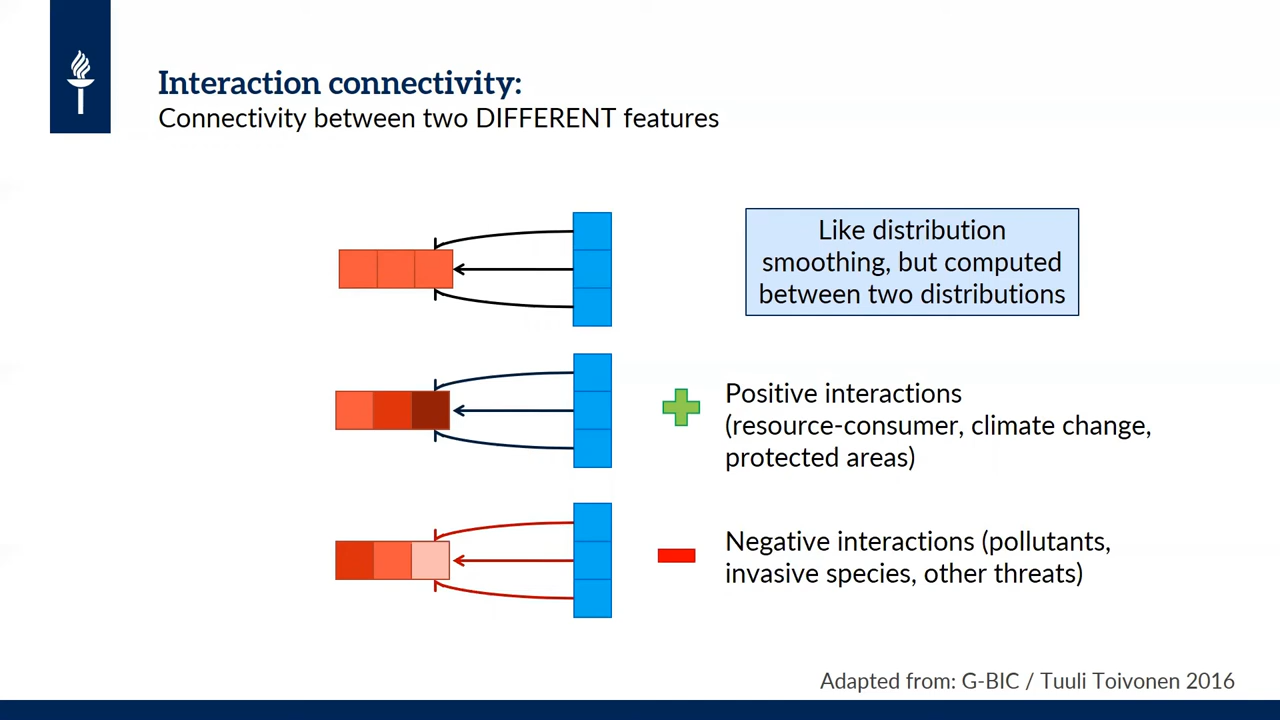 Interaction connectivity:
Connectivity between two DIFFERENT features
Like distribution
smoothing, but computed
between two distributions
Positive interactions
(resource-consumer, climate change,
protected areas)
Negative interactions (pollutants,
invasive species, other threats)
Adapted from: G-BIC / Tuuli Toivonen 2016